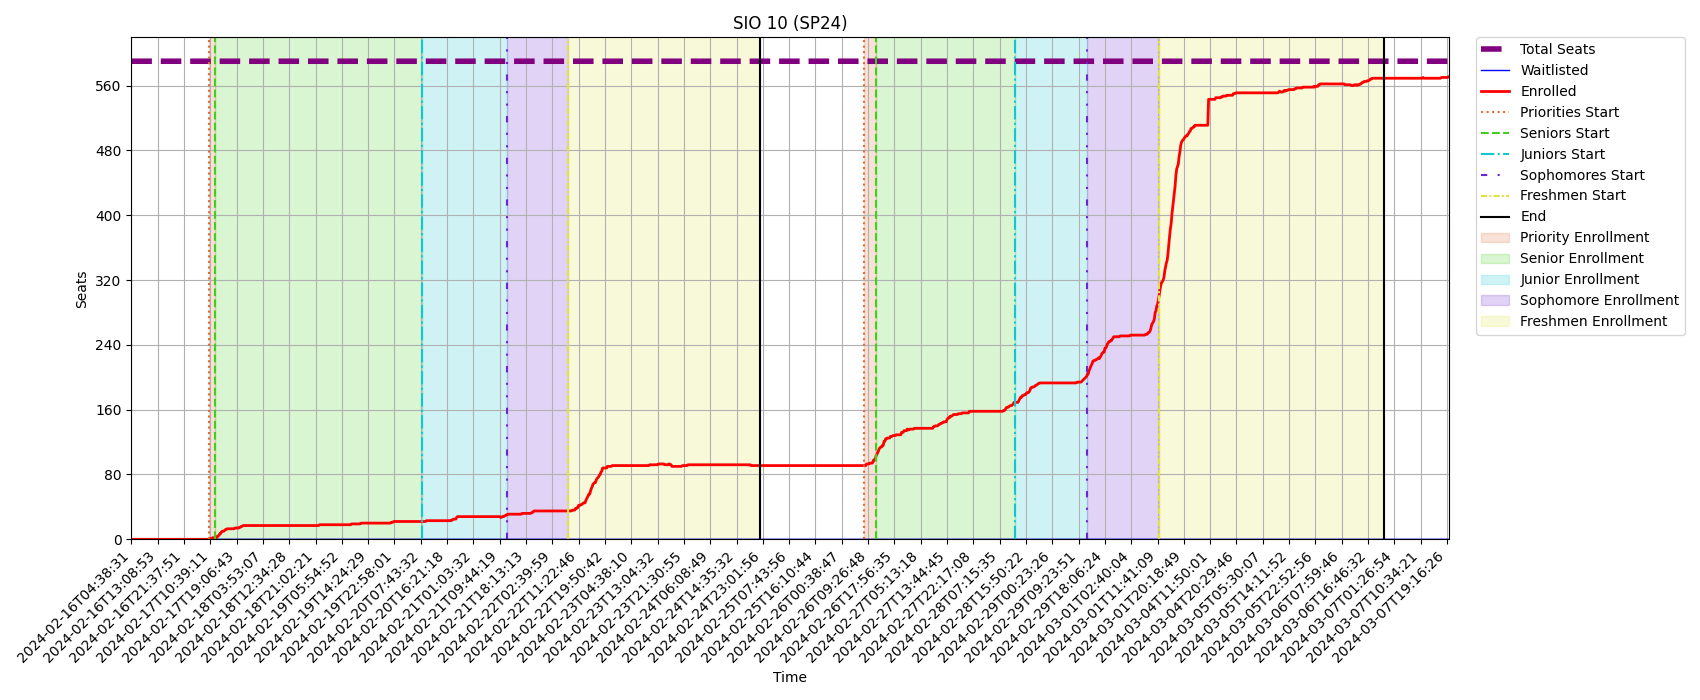 SIO 10 (SP24)
Seats
560
480
400
320
240
160
80
0
2024-02-16T04:38:31
2024-02-16T13:08:53
2024-02-16T21:37:51
2024-02-17T10:39:11
2024-02-17T19:06:43
2024-02-18T03:53:07
2024-02-18T12:34:28
2024-02-18T21:02:21
2024-02-19T05:54:52
2024-02-19T14:24:29
2024-02-19T22:58:01
2024-02-20T07:43:32
2024-02-20T16:21:18
2024-02-21T01:03:32
2024-02-21T09:44:19
2024-02-21T18:13:13
2024-02-22T02:39:53
2024-02-22T11:22:46
2024-02-22T19:50:42
2024-02-23T04:38:10
2024-02-23T13:04:32
2024-02-23T21:30:55
2024-02-24T06:08:49
2024-02-24T14:35:32
2024-02-24T23:01:56
2024-02-25T07:43:56
2024-02-25T16:10:44
2024-02-26T00:38:47
2024-02-26T09:26:48
2024-02-26T17:56:35
2024-02-27T05:13:18
2024-02-27T13:44:45
2024-02-27T22:17:08
2024-02-28T07:15:35
2024-02-28T15:50:22
2024-02-29T00:23:26
2024-02-29T09:23:51
2024-02-29T18:06:24
2024-03-01T02:40:04
2024-03-01T11:41:09
2024-03-01T20:18:49
2024-03-04T11:50:01
2024-03-04T20:29:46
2024-03-05T05:30:07
2024-03-05T14:11:52
2024-03-05T22:52:56
2024-03-06T07:59:46
2024-03-06T16:46:32
2024-03-07T01:26:54
2024-03-07T10:34:21
2024-03-07T19:16:26
Time
Total Seats
Waitlisted
Enrolled
Priorities Start
Seniors Start
Juniors Start
Sophomores Start
Freshmen Start
End
Priority Enrollment
Senior Enrollment
Junior Enrollment
Sophomore Enrollment
Freshmen Enrollment